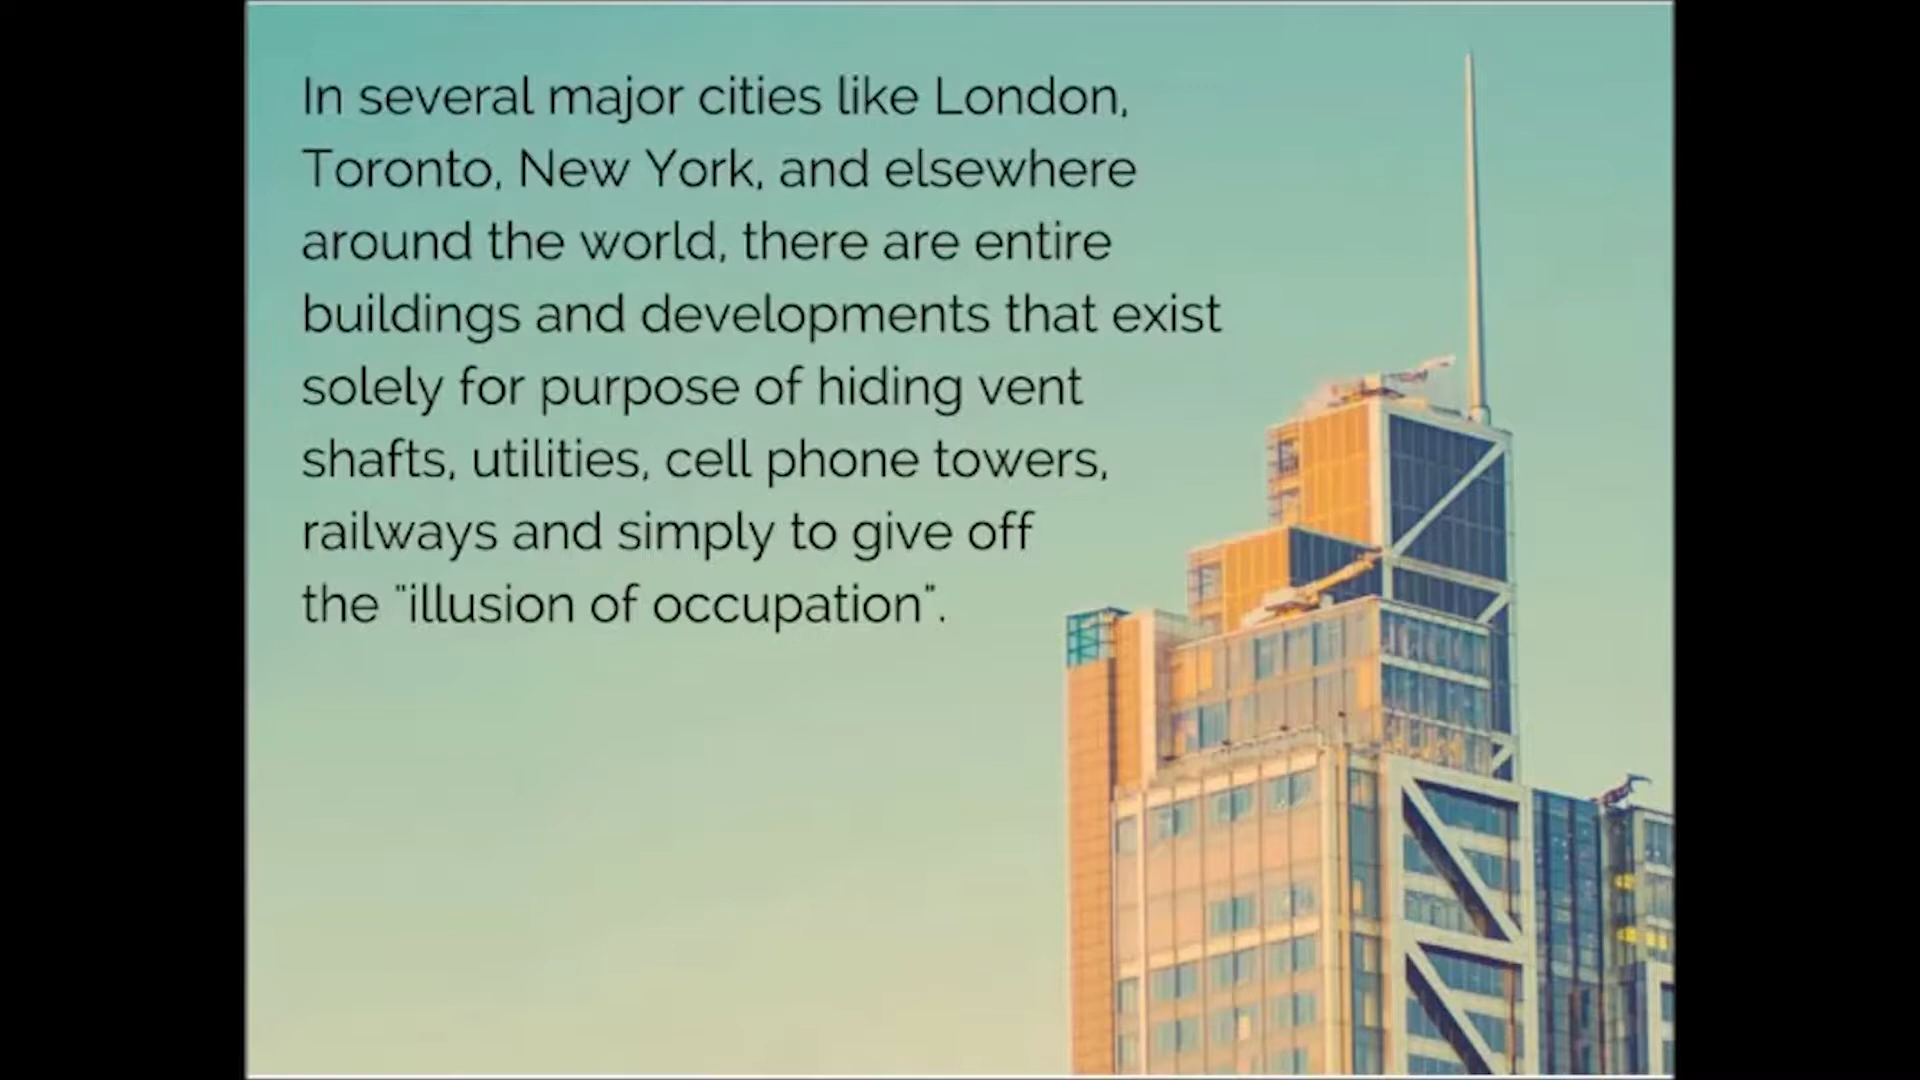 In several major cities like London,
Toronto, New York, and elsewhere
around the world, there are entire
buildings and developments that exist
solely for purpose of hiding vent
shafts, utilities, cell phone towers,
railways and simply to give off
the "illusion of occupation".